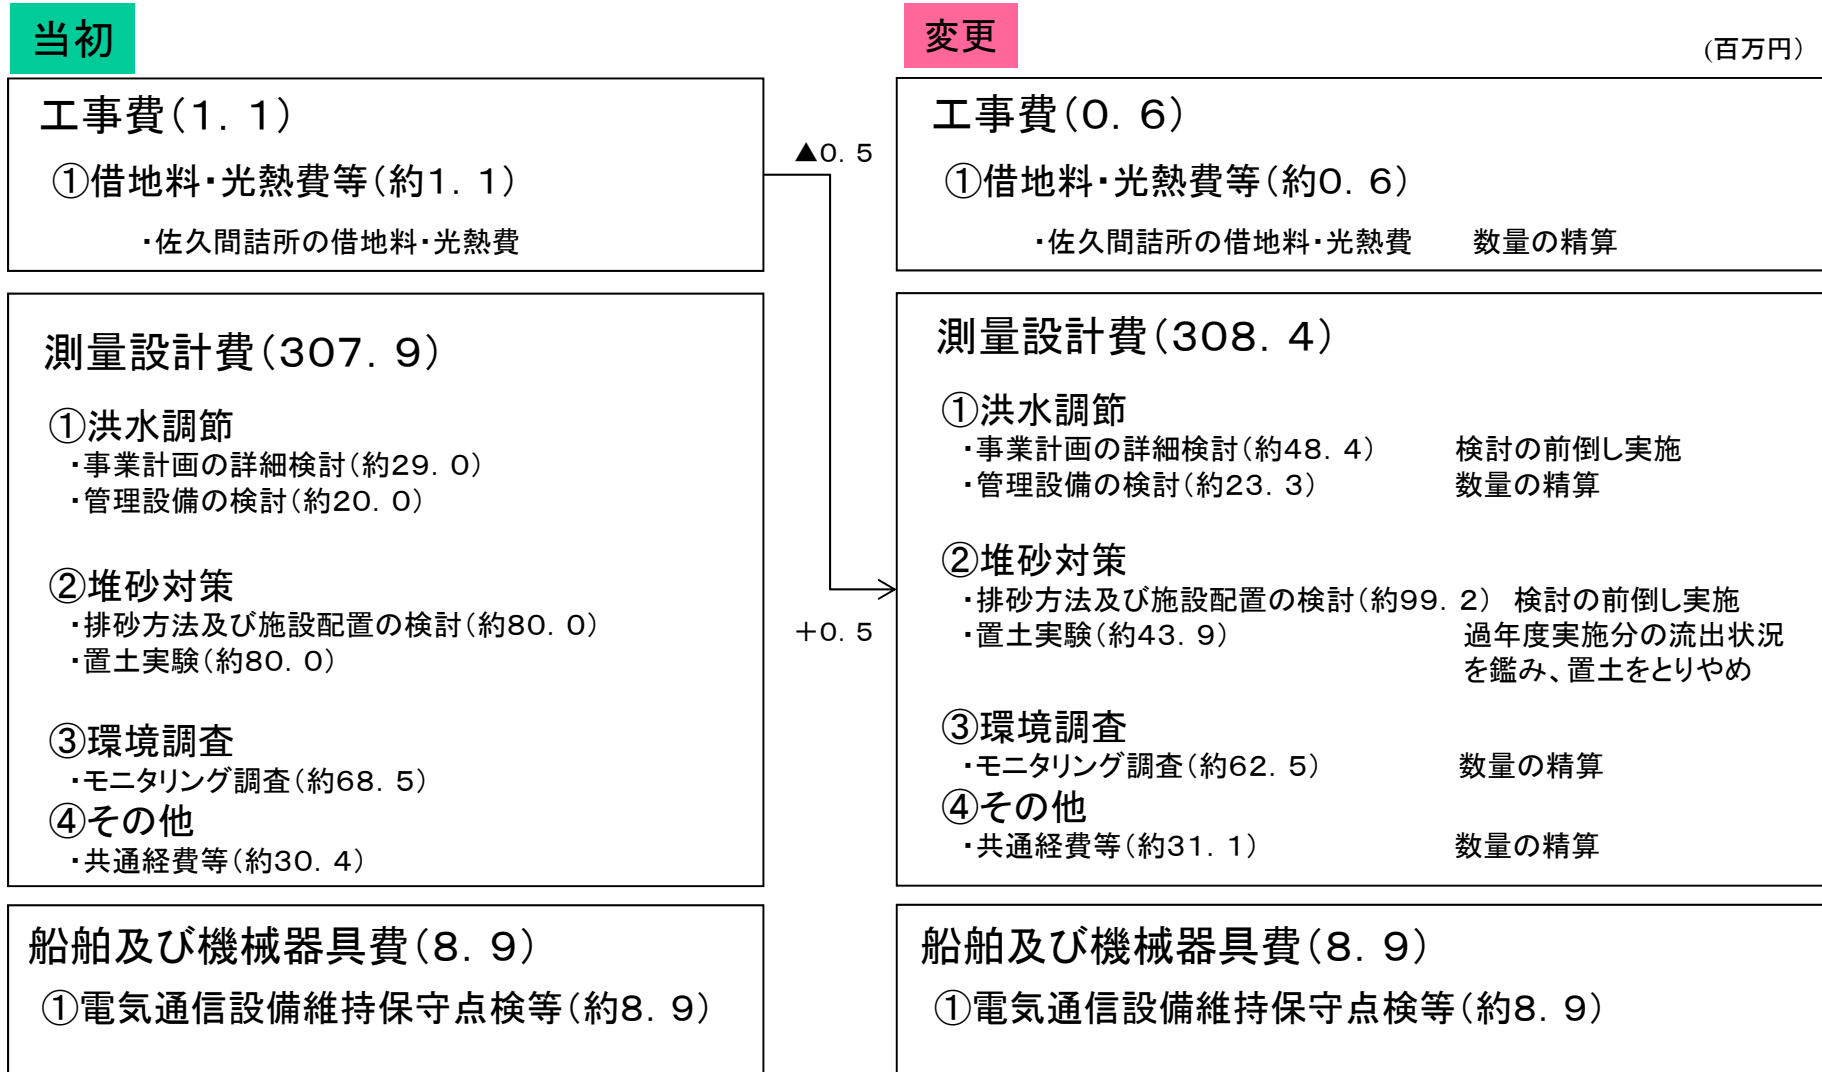 当初
工事費(1．1)
①借地料・光熱費等(約1．1)
・佐久間詰所の借地料・光熱費
測量設計費(307．9)
①洪水調節
・事業計画の詳細検討(約29．0)
・管理設備の検討(約20．0)
②堆砂対策
・排砂方法及び施設配置の検討(約80．0)
・置土実験(約80．0)
③環境調査
・モニタリング調査(約68．5)
④その他
・共通経費等(約30．4)
船舶及び機械器具費(8．9)
①電気通信設備維持保守点検等(約8．9)
▲0．5
＋0．5
変更
(百万円)
工事費(0．6)
①借地料・光熱費等(約0．6)
・佐久間詰所の借地料・光熱費　数量の精算
測量設計費(308．4)
①洪水調節
・事業計画の詳細検討(約48．4)　検討の前倒し実施
・管理設備の検討(約23．3)　数量の精算
②堆砂対策
・排砂方法及び施設配置の検討(約99．2)　検討の前倒し実施
・置土実験(約43．9)　過年度実施分の流出状況
を鑑み、置土をとりやめ
③環境調査
・モニタリング調査(約62．5)　数量の精算
④その他
・共通経費等(約31．1)　数量の精算
船舶及び機械器具費(8．9)
①電気通信設備維持保守点検等(約8．9)